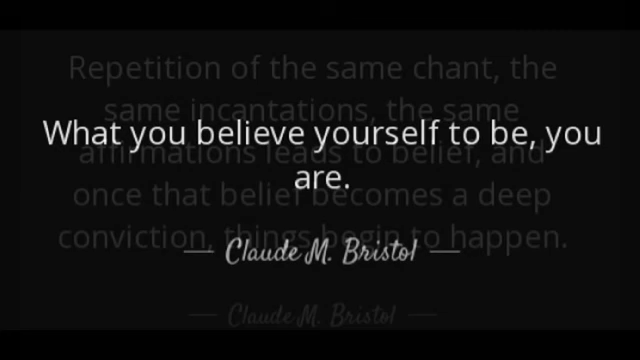 Repetition of the same chant, the
same incantations, the same
What you believe yourself to be, you
affirmations leads to belief, and
are.
once that belief becomes a deep
conviction, things begin to happen.
— Claude M. Bristol —
— Claude M. Bristol —